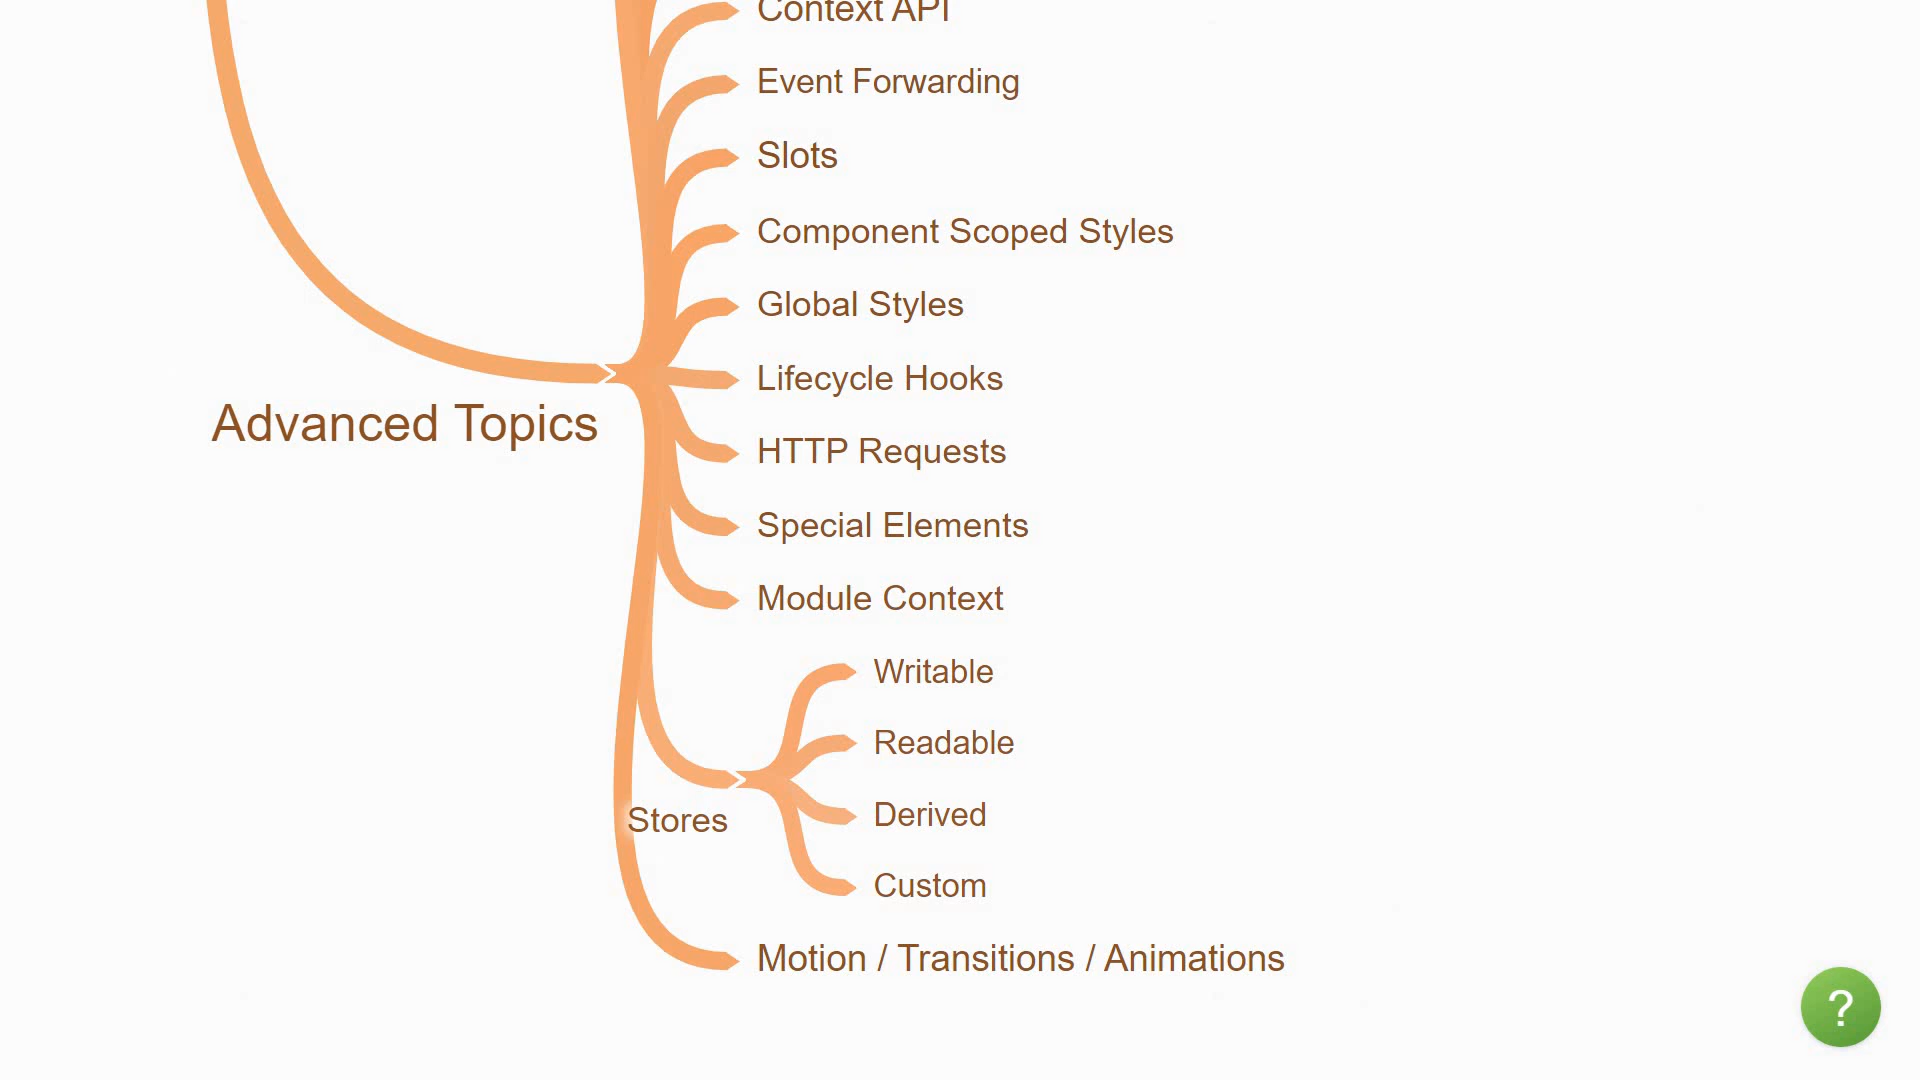 Context API
Event Forwarding
Slots
Component Scoped Styles
Global Styles
Lifecycle Hooks
Advanced Topics
HTTP Requests
Special Elements
Module Context
Writable
Readable
Derived
Stores
Custom
Motion / Transitions / Animations
?